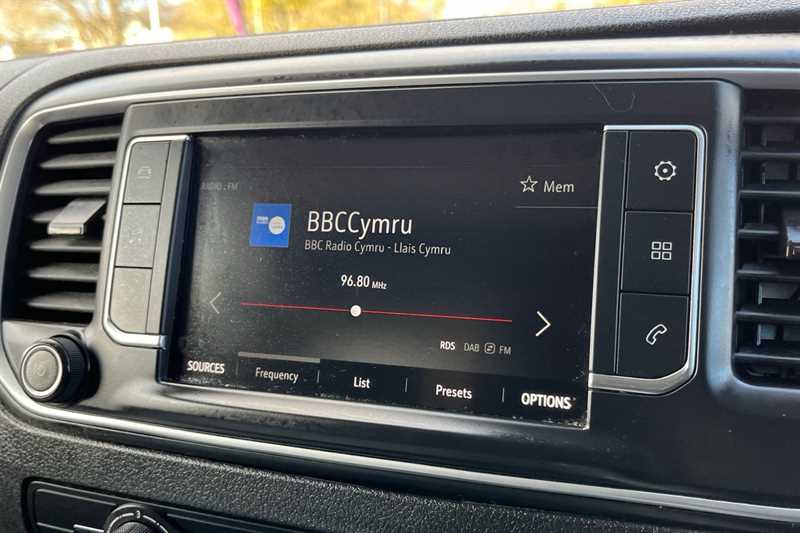 RADIO : FM
Mem
BBCCymru
BBC Radio Cymru - Llais Cymru
96.80 MHz
RDS DAB FM
SOURCES Frequency List Presets OPTIONS
3